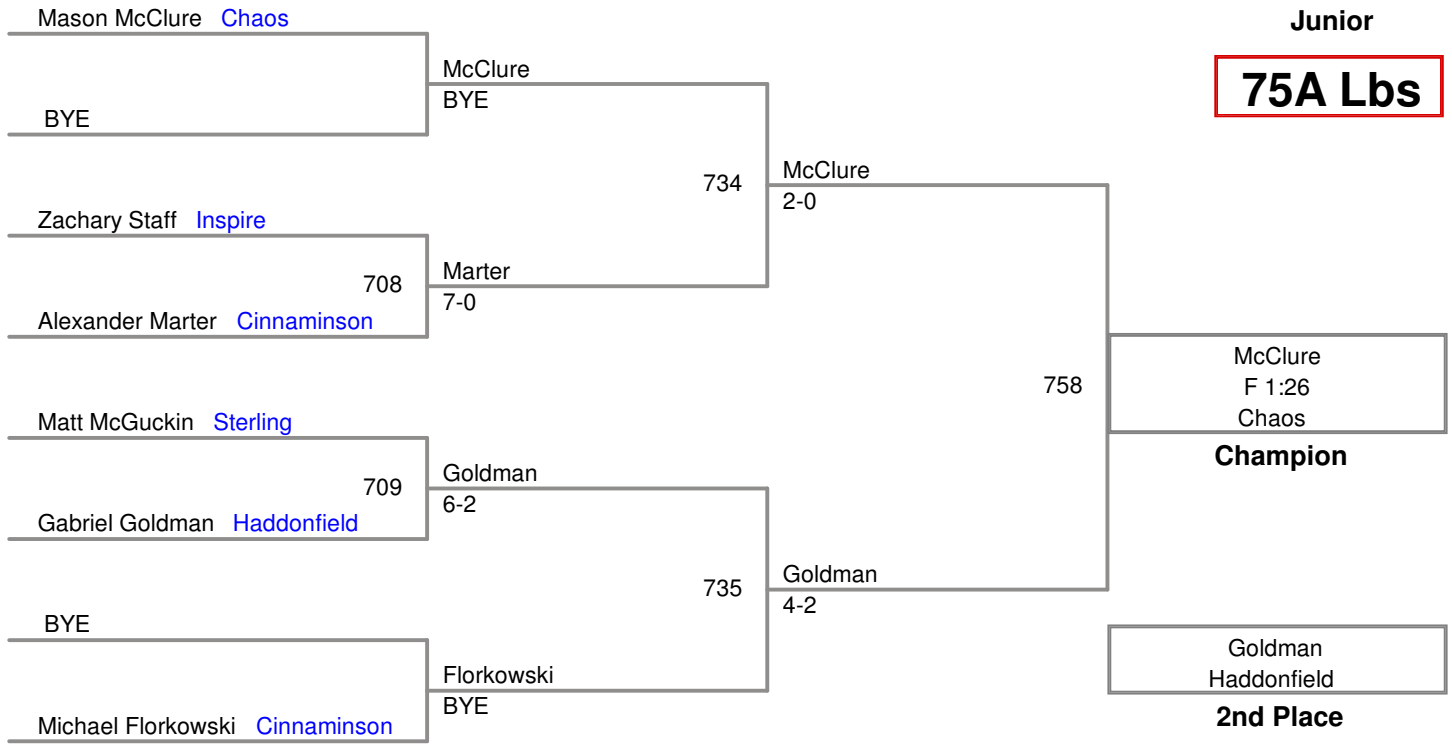 Mason McClure Chaos
Junior
McClure
BYE
75A Lbs
BYE
734
McClure
2-0
Zachary Staff Inspire
708
Marter
7-0
Alexander Marter Cinnaminson
758
McClure
F 1:26
Chaos
Champion
Matt McGuckin Sterling
709
Goldman
6-2
Gabriel Goldman Haddonfield
735
Goldman
4-2
BYE
Florkowski
BYE
Michael Florkowski Cinnaminson
Goldman
Haddonfield
2nd Place